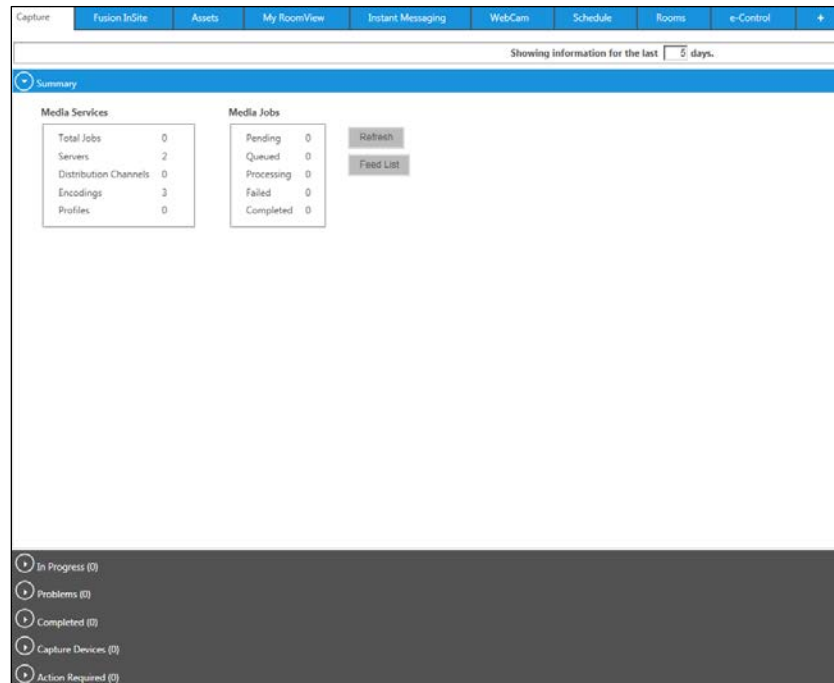 Capture Fusion InSite Assets My RoomView Instant Messaging WebCam Schedule Rooms e-Control +
Showing information for the last 5 days.
Summary
Media Services
Total Jobs 0
Servers 2
Distribution Channels 0
Encodings 3
Profiles 0
Media Jobs
Pending 0
Queued 0
Processing 0
Failed 0
Completed 0
Refresh
Feed List
In Progress (0)
Problems (0)
Completed (0)
Capture Devices (0)
Action Required (0)